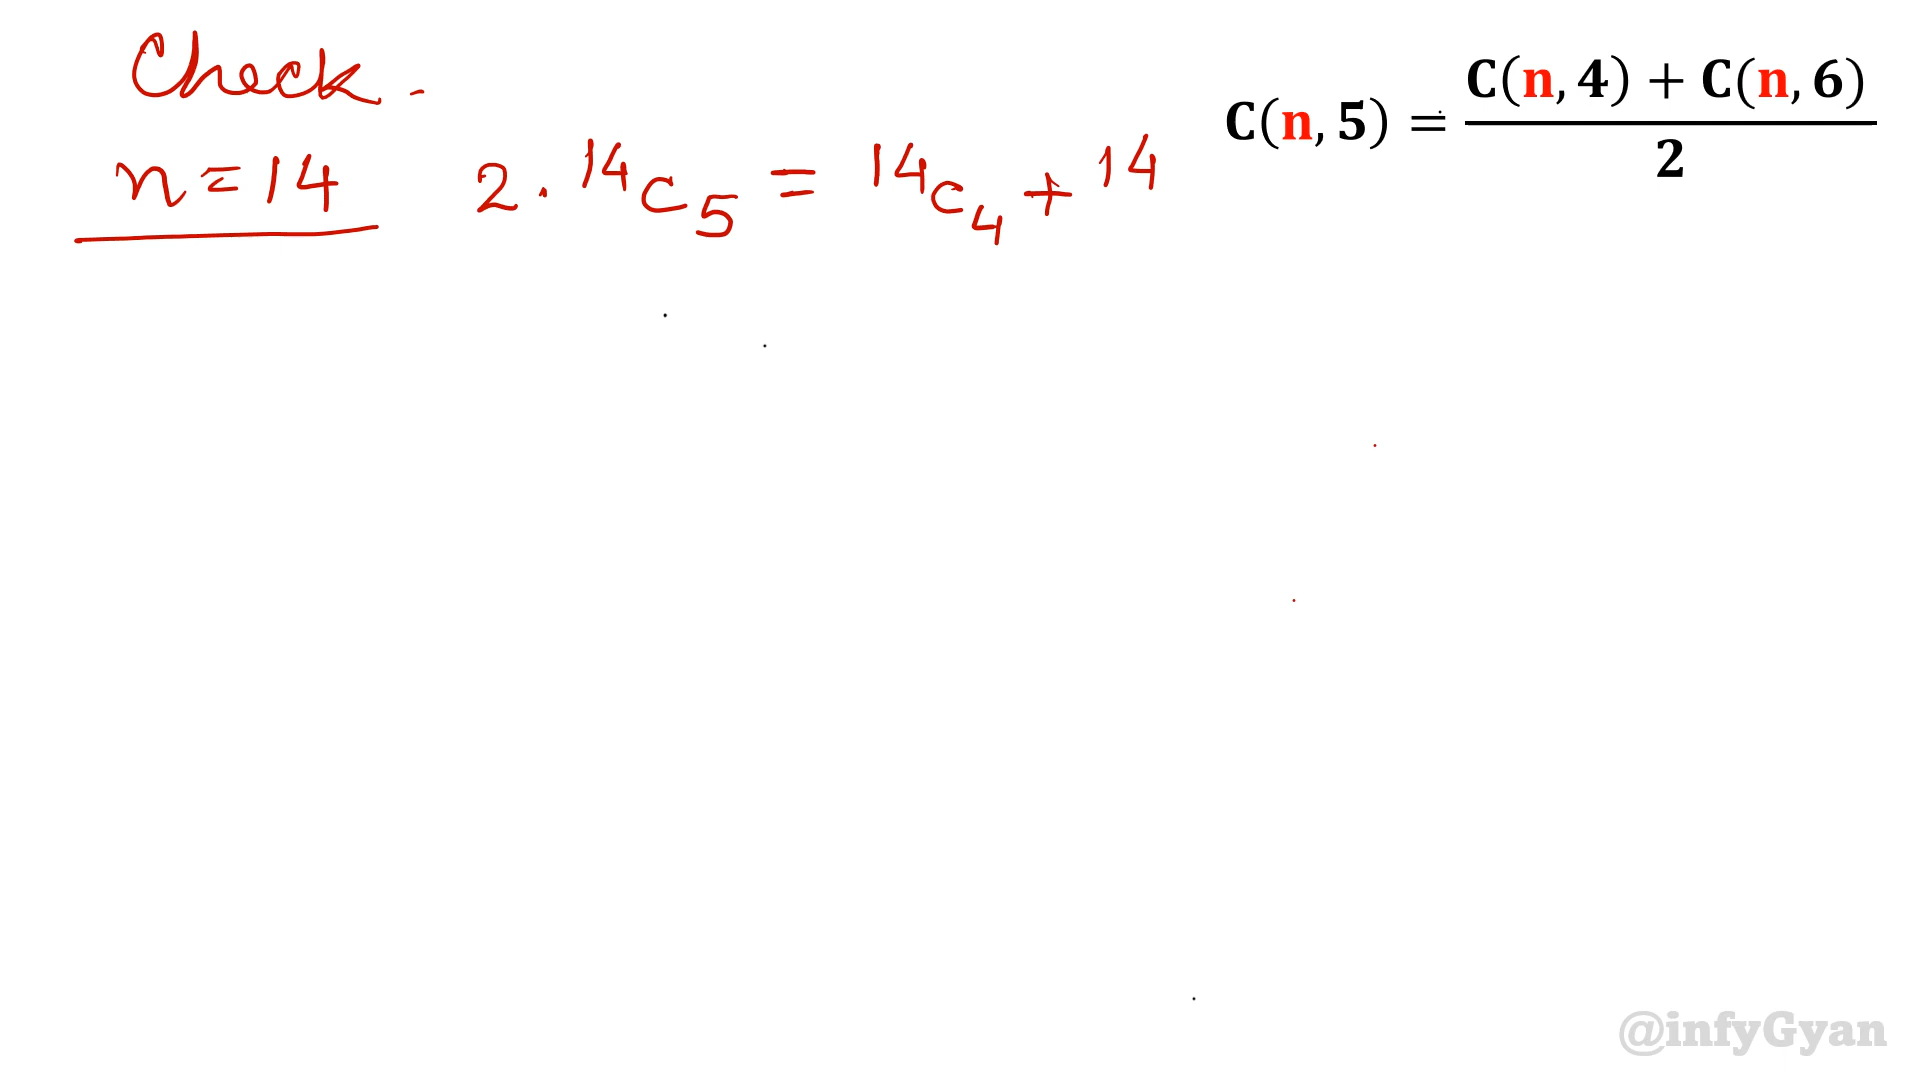 Check.
n = 14
2 . ¹⁴C₅ = ¹⁴C₄ + ¹⁴
C(n, 5) = (C(n, 4) + C(n, 6)) / 2
@infyGyan